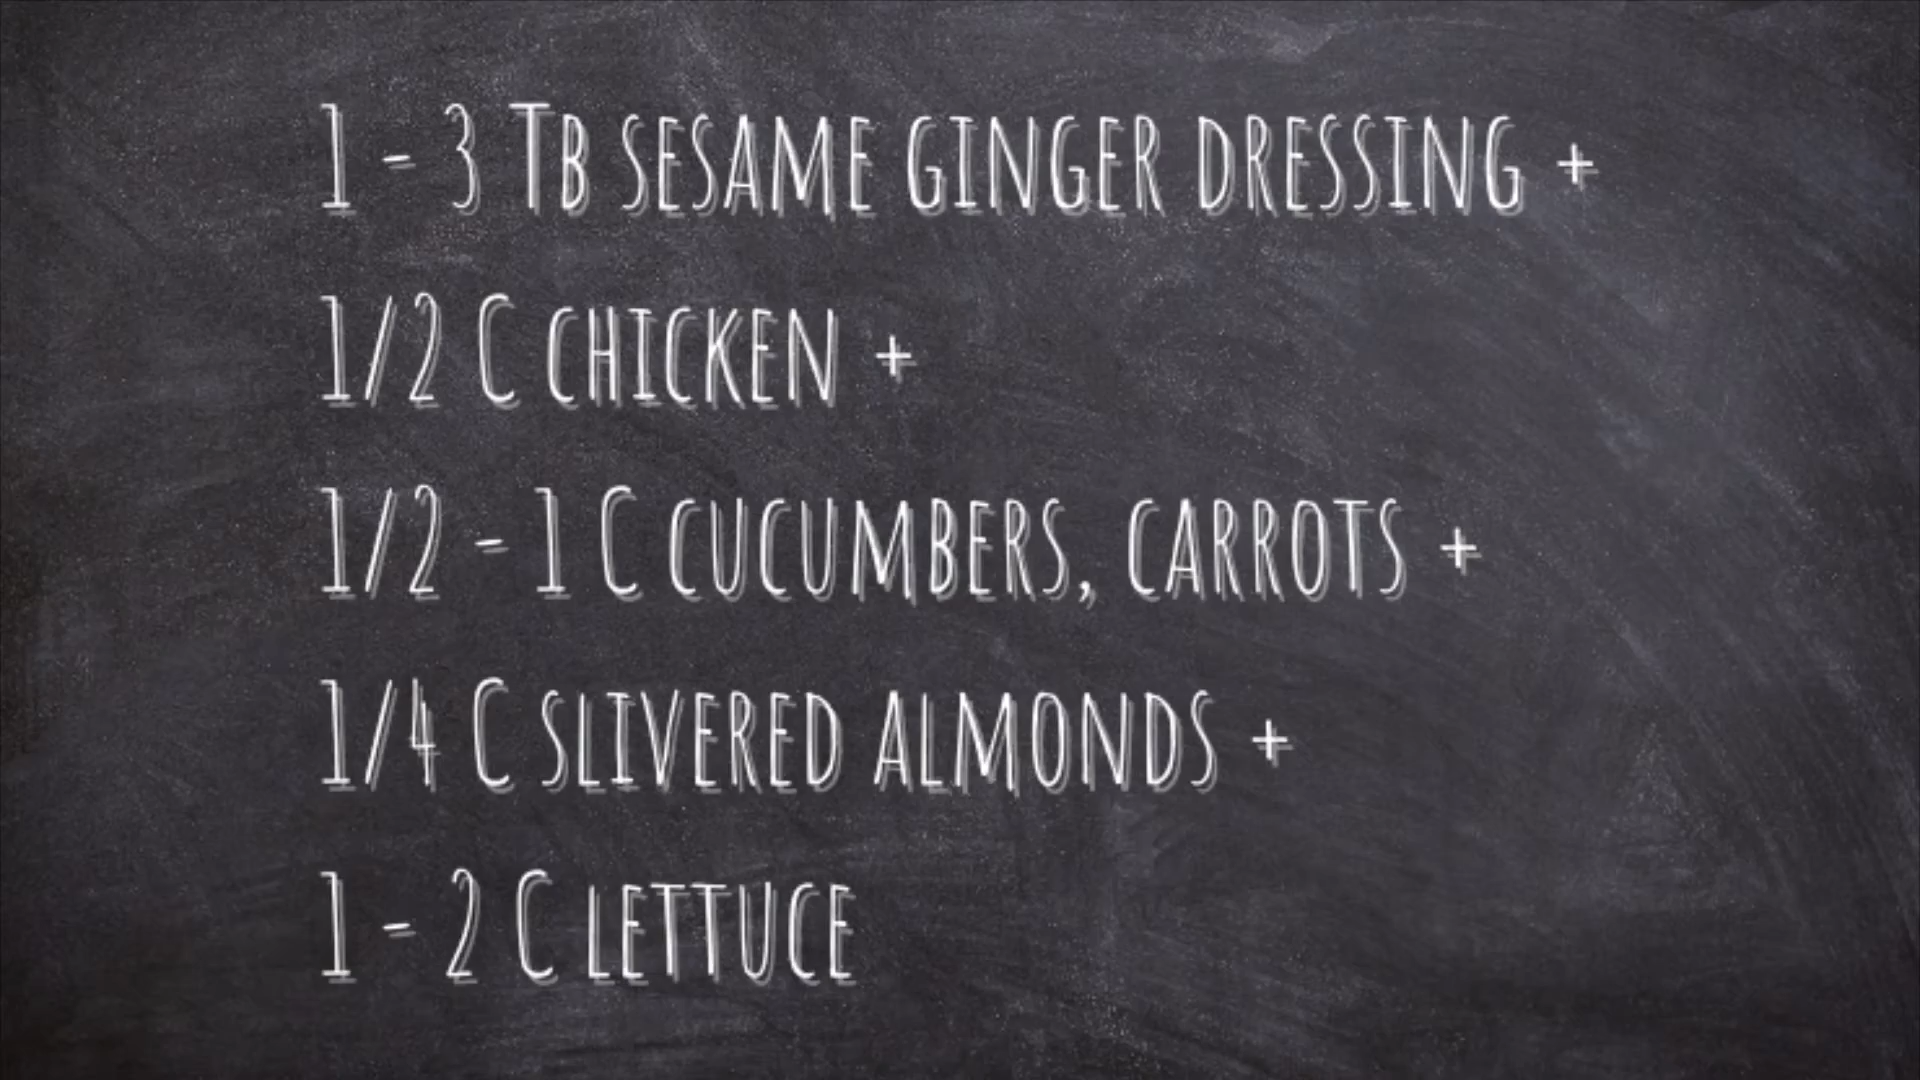 1 - 3 Tb sesame ginger dressing +
1/2 C chicken +
1/2 - 1 C cucumbers, carrots +
1/4 C slivered almonds +
1 - 2 C lettuce